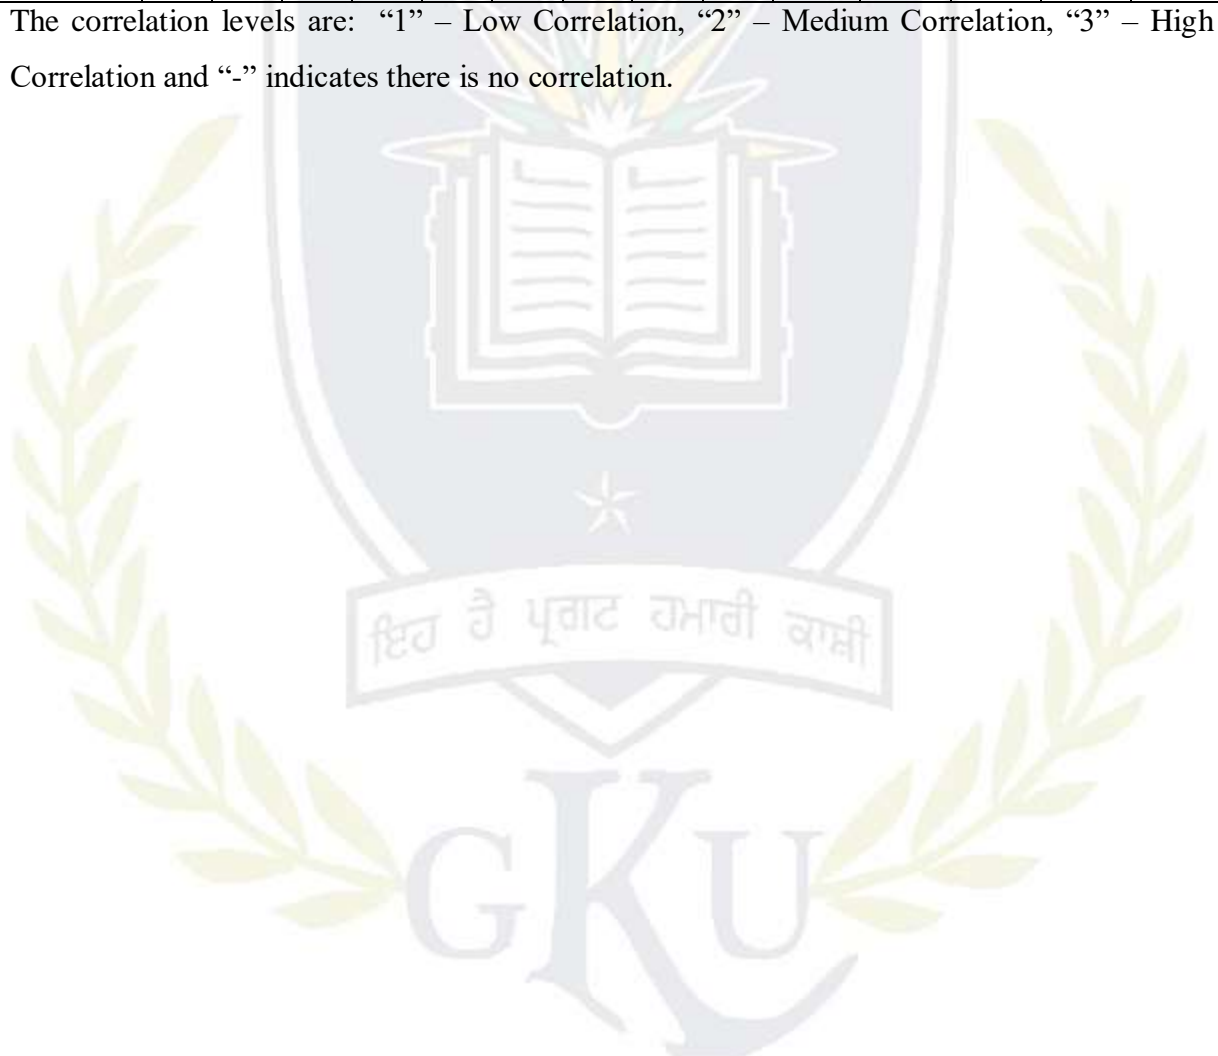 The correlation levels are: “1” – Low Correlation, “2” – Medium Correlation, “3” – High
Correlation and “-” indicates there is no correlation.
ਇਹ ਹੈ ਪ੍ਰਗਟ ਹਮਾਰੀ ਕਾਸ਼ੀ
GKU